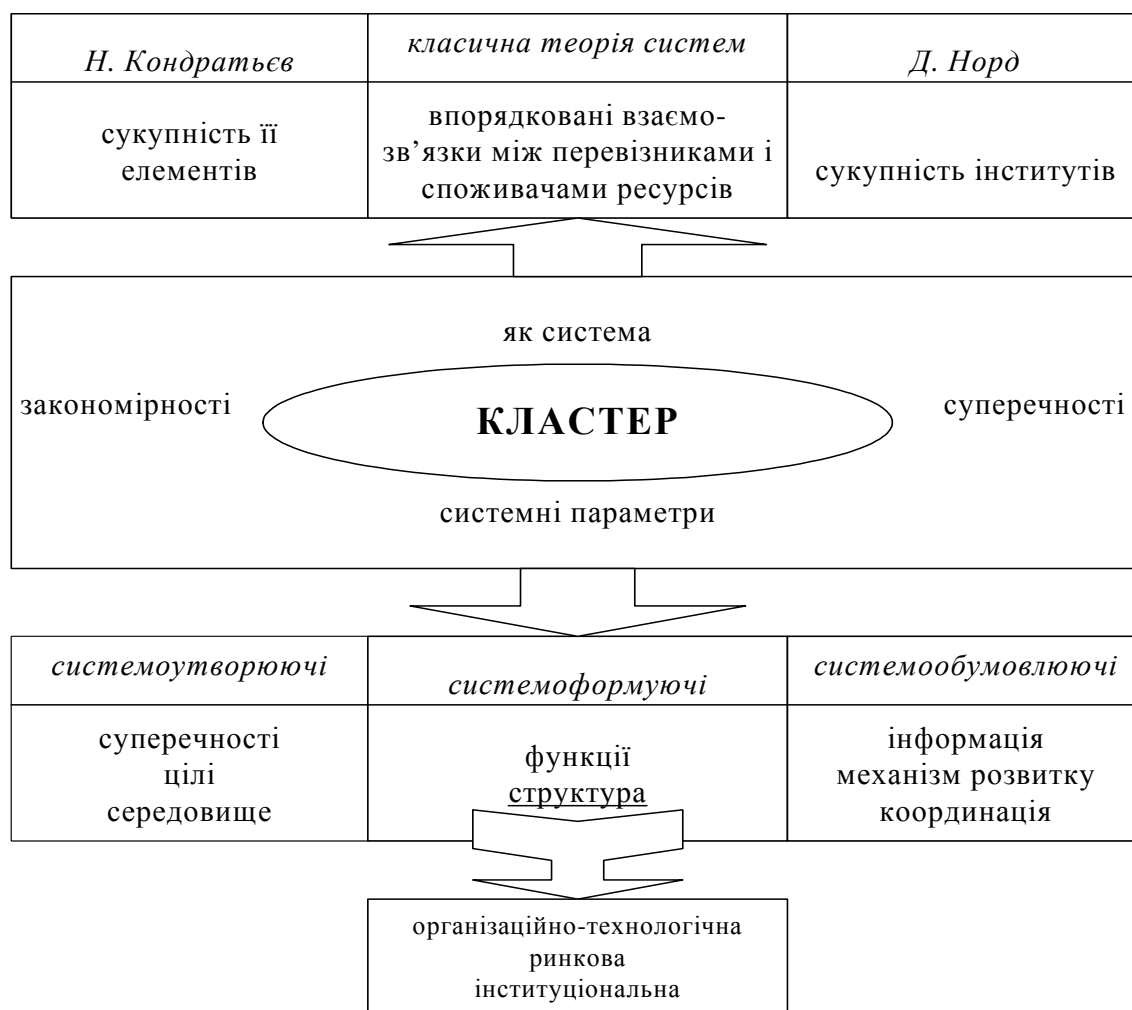 Н. Кондратьєв
класична теорія систем
Д. Норд
сукупність її
елементів
впорядковані взаємо-
зв’язки між перевізниками і
споживачами ресурсів
сукупність інститутів
як система
закономірності
КЛАСТЕР
суперечності
системні параметри
системоутворюючі
системоформуючі
системообумовлюючі
суперечності
цілі
середовище
функції
структура
інформація
механізм розвитку
координація
організаційно-технологічна
ринкова
інституціональна